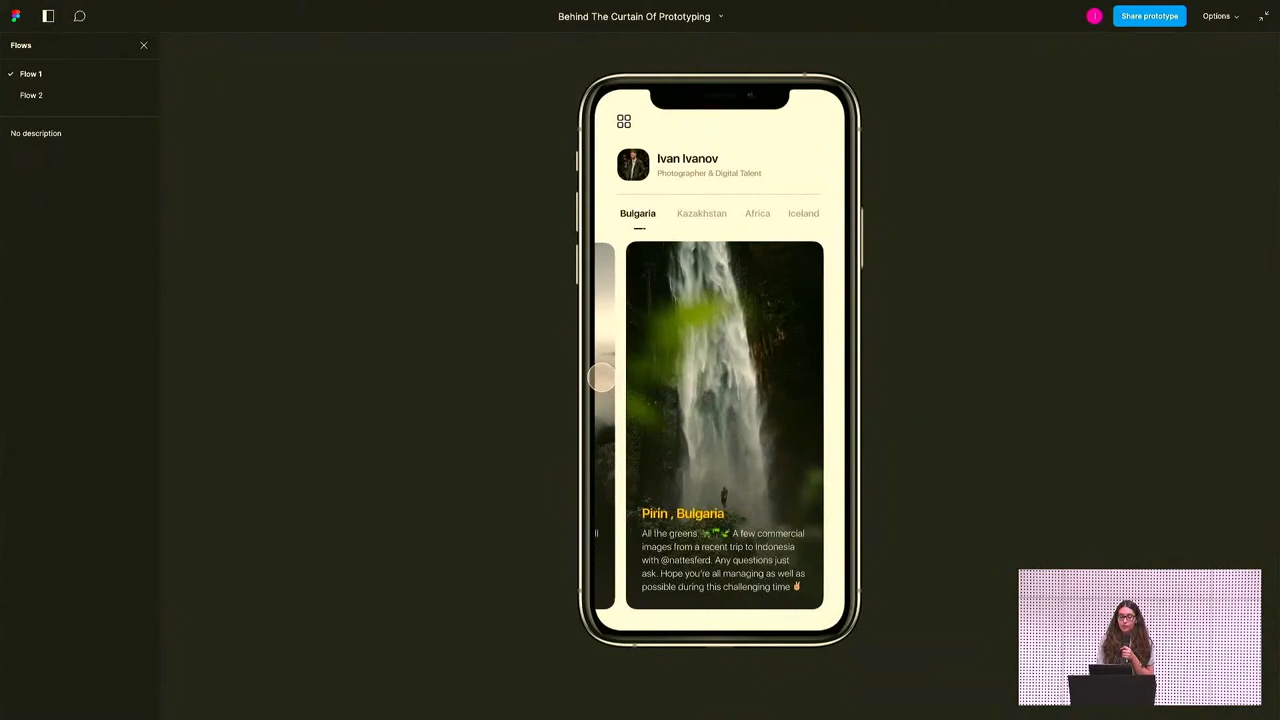 Behind The Curtain Of Prototyping
Share prototype
Options
Flows
Flow 1
Flow 2
No description
Ivan Ivanov
Photographer & Digital Talent
Bulgaria Kazakhstan Africa Iceland
Pirin , Bulgaria
ll
All the greens 🌿🌴🌱 A few commercial
images from a recent trip to Indonesia
with @nattesferd. Any questions just
ask. Hope you're all managing as well as
possible during this challenging time ✌🏼